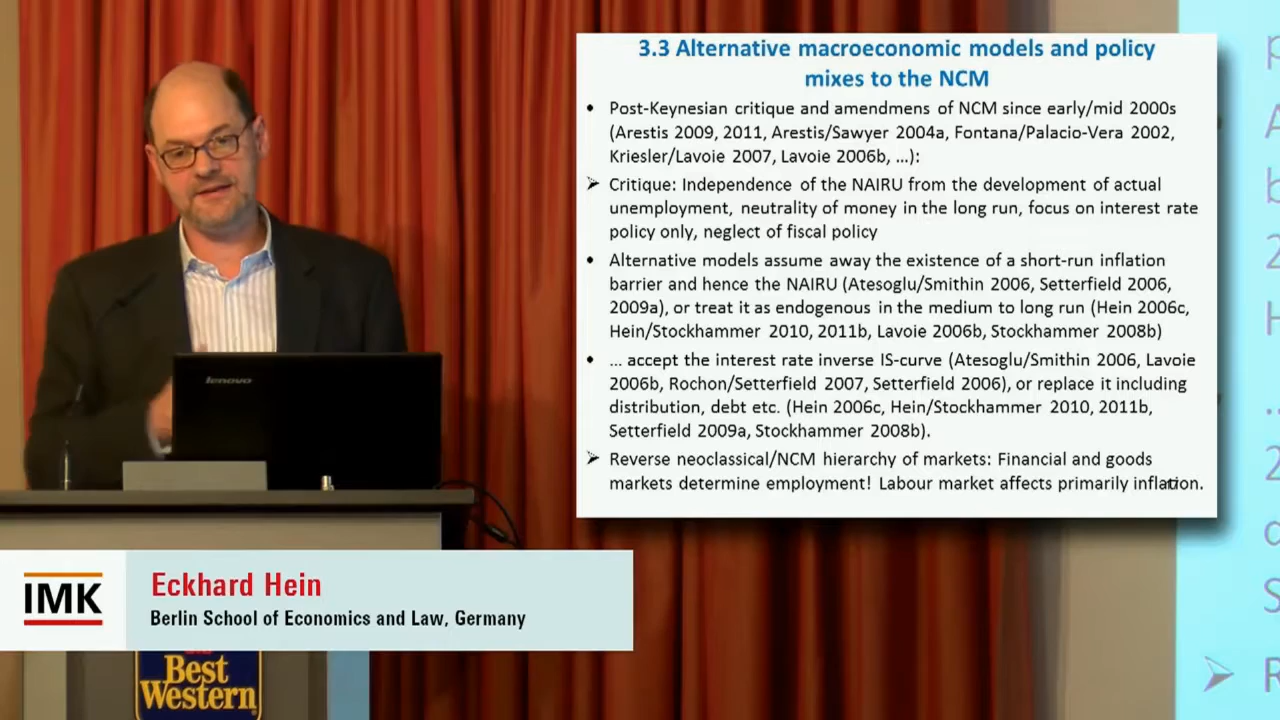 3.3 Alternative macroeconomic models and policy
mixes to the NCM
• Post-Keynesian critique and amendmens of NCM since early/mid 2000s
(Arestis 2009, 2011, Arestis/Sawyer 2004a, Fontana/Palacio-Vera 2002,
Kriesler/Lavoie 2007, Lavoie 2006b, …):
➢ Critique: Independence of the NAIRU from the development of actual
unemployment, neutrality of money in the long run, focus on interest rate
policy only, neglect of fiscal policy
• Alternative models assume away the existence of a short-run inflation
barrier and hence the NAIRU (Atesoglu/Smithin 2006, Setterfield 2006,
2009a), or treat it as endogenous in the medium to long run (Hein 2006c,
Hein/Stockhammer 2010, 2011b, Lavoie 2006b, Stockhammer 2008b)
• … accept the interest rate inverse IS-curve (Atesoglu/Smithin 2006, Lavoie
2006b, Rochon/Setterfield 2007, Setterfield 2006), or replace it including
distribution, debt etc. (Hein 2006c, Hein/Stockhammer 2010, 2011b,
Setterfield 2009a, Stockhammer 2008b).
➢ Reverse neoclassical/NCM hierarchy of markets: Financial and goods
markets determine employment! Labour market affects primarily inflation.
lenovo
IMK
Eckhard Hein
Berlin School of Economics and Law, Germany
Best
Western